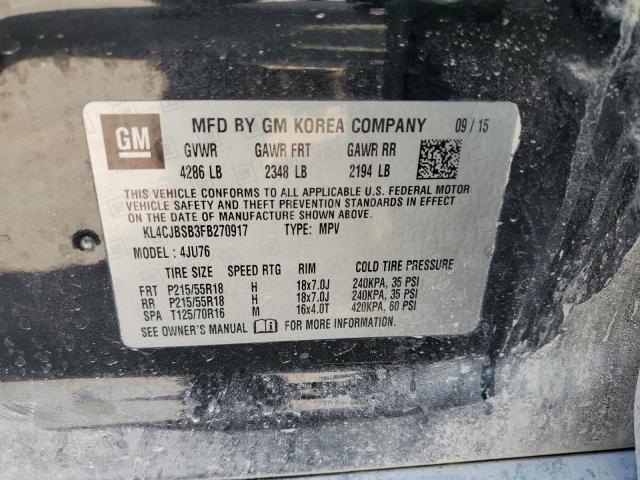 GM
MFD BY GM KOREA COMPANY 09/15
GVWR GAWR FRT GAWR RR
4286 LB 2348 LB 2194 LB
THIS VEHICLE CONFORMS TO ALL APPLICABLE U.S. FEDERAL MOTOR
VEHICLE SAFETY AND THEFT PREVENTION STANDARDS IN EFFECT ON
THE DATE OF MANUFACTURE SHOWN ABOVE.
KL4CJBSB3FB270917 TYPE: MPV
MODEL : 4JU76
TIRE SIZE SPEED RTG RIM COLD TIRE PRESSURE
FRT P215/55R18 H 18x7.0J 240KPA, 35 PSI
RR P215/55R18 H 18x7.0J 240KPA, 35 PSI
SPA T125/70R16 M 16x4.0T 420KPA, 60 PSI
SEE OWNER'S MANUAL FOR MORE INFORMATION.